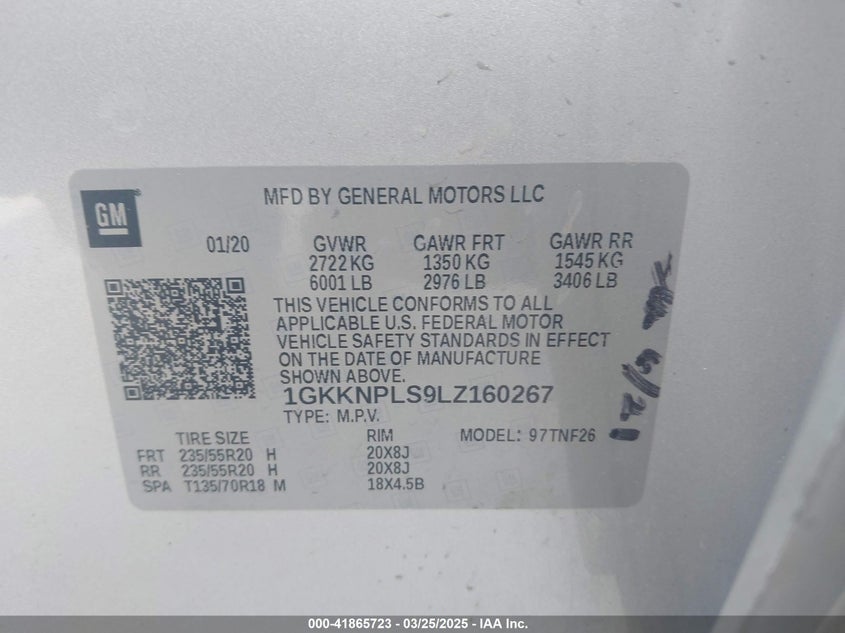 GM
MFD BY GENERAL MOTORS LLC
01/20 GVWR GAWR FRT GAWR RR
2722 KG 1350 KG 1545 KG
6001 LB 2976 LB 3406 LB
THIS VEHICLE CONFORMS TO ALL
APPLICABLE U.S. FEDERAL MOTOR
VEHICLE SAFETY STANDARDS IN EFFECT
ON THE DATE OF MANUFACTURE
SHOWN ABOVE.
1GKKNPLS9LZ160267
TYPE: M.P.V.
TIRE SIZE RIM MODEL: 97TNF26
FRT 235/55R20 H 20X8J
RR 235/55R20 H 20X8J
SPA T135/70R18 M 18X4.5B
000-41865723 - 03/25/2025 - IAA Inc.